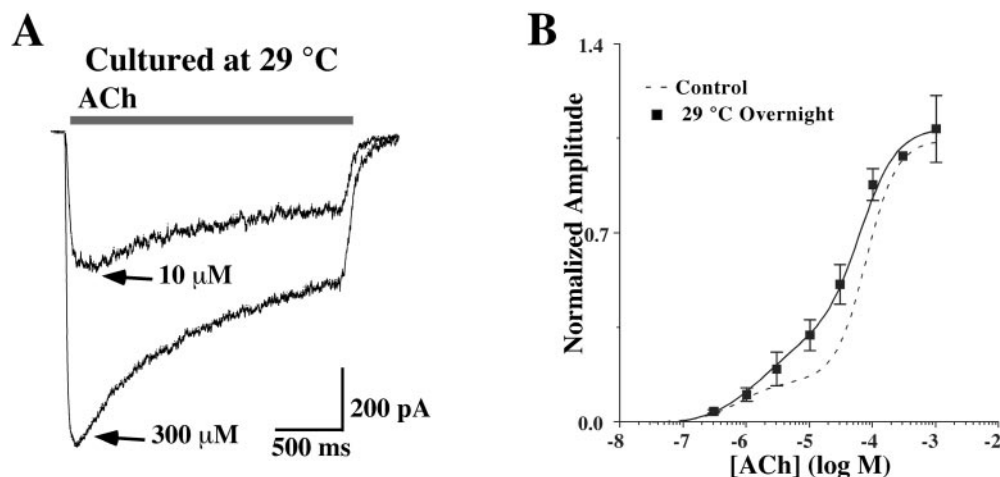 A
Cultured at 29 °C
ACh
10 µM
300 µM
200 pA
500 ms
B
Normalized Amplitude
1.4
0.7
0.0
Control
29 °C Overnight
-8 -7 -6 -5 -4 -3 -2
[ACh] (log M)